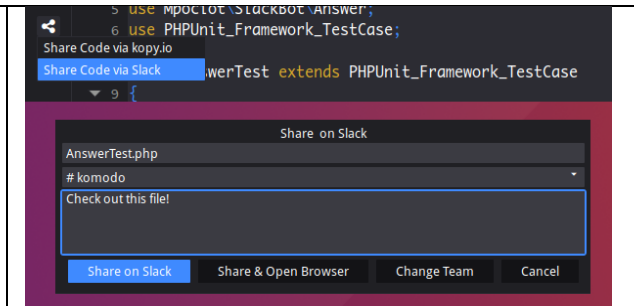 5 use Mpociot\SlackBot\Answer;
6 use PHPUnit_Framework_TestCase;
Share Code via kopy.io
Share Code via Slack
werTest extends PHPUnit_Framework_TestCase
9 {
Share on Slack
AnswerTest.php
# komodo
Check out this file!
Share on Slack
Share & Open Browser
Change Team
Cancel